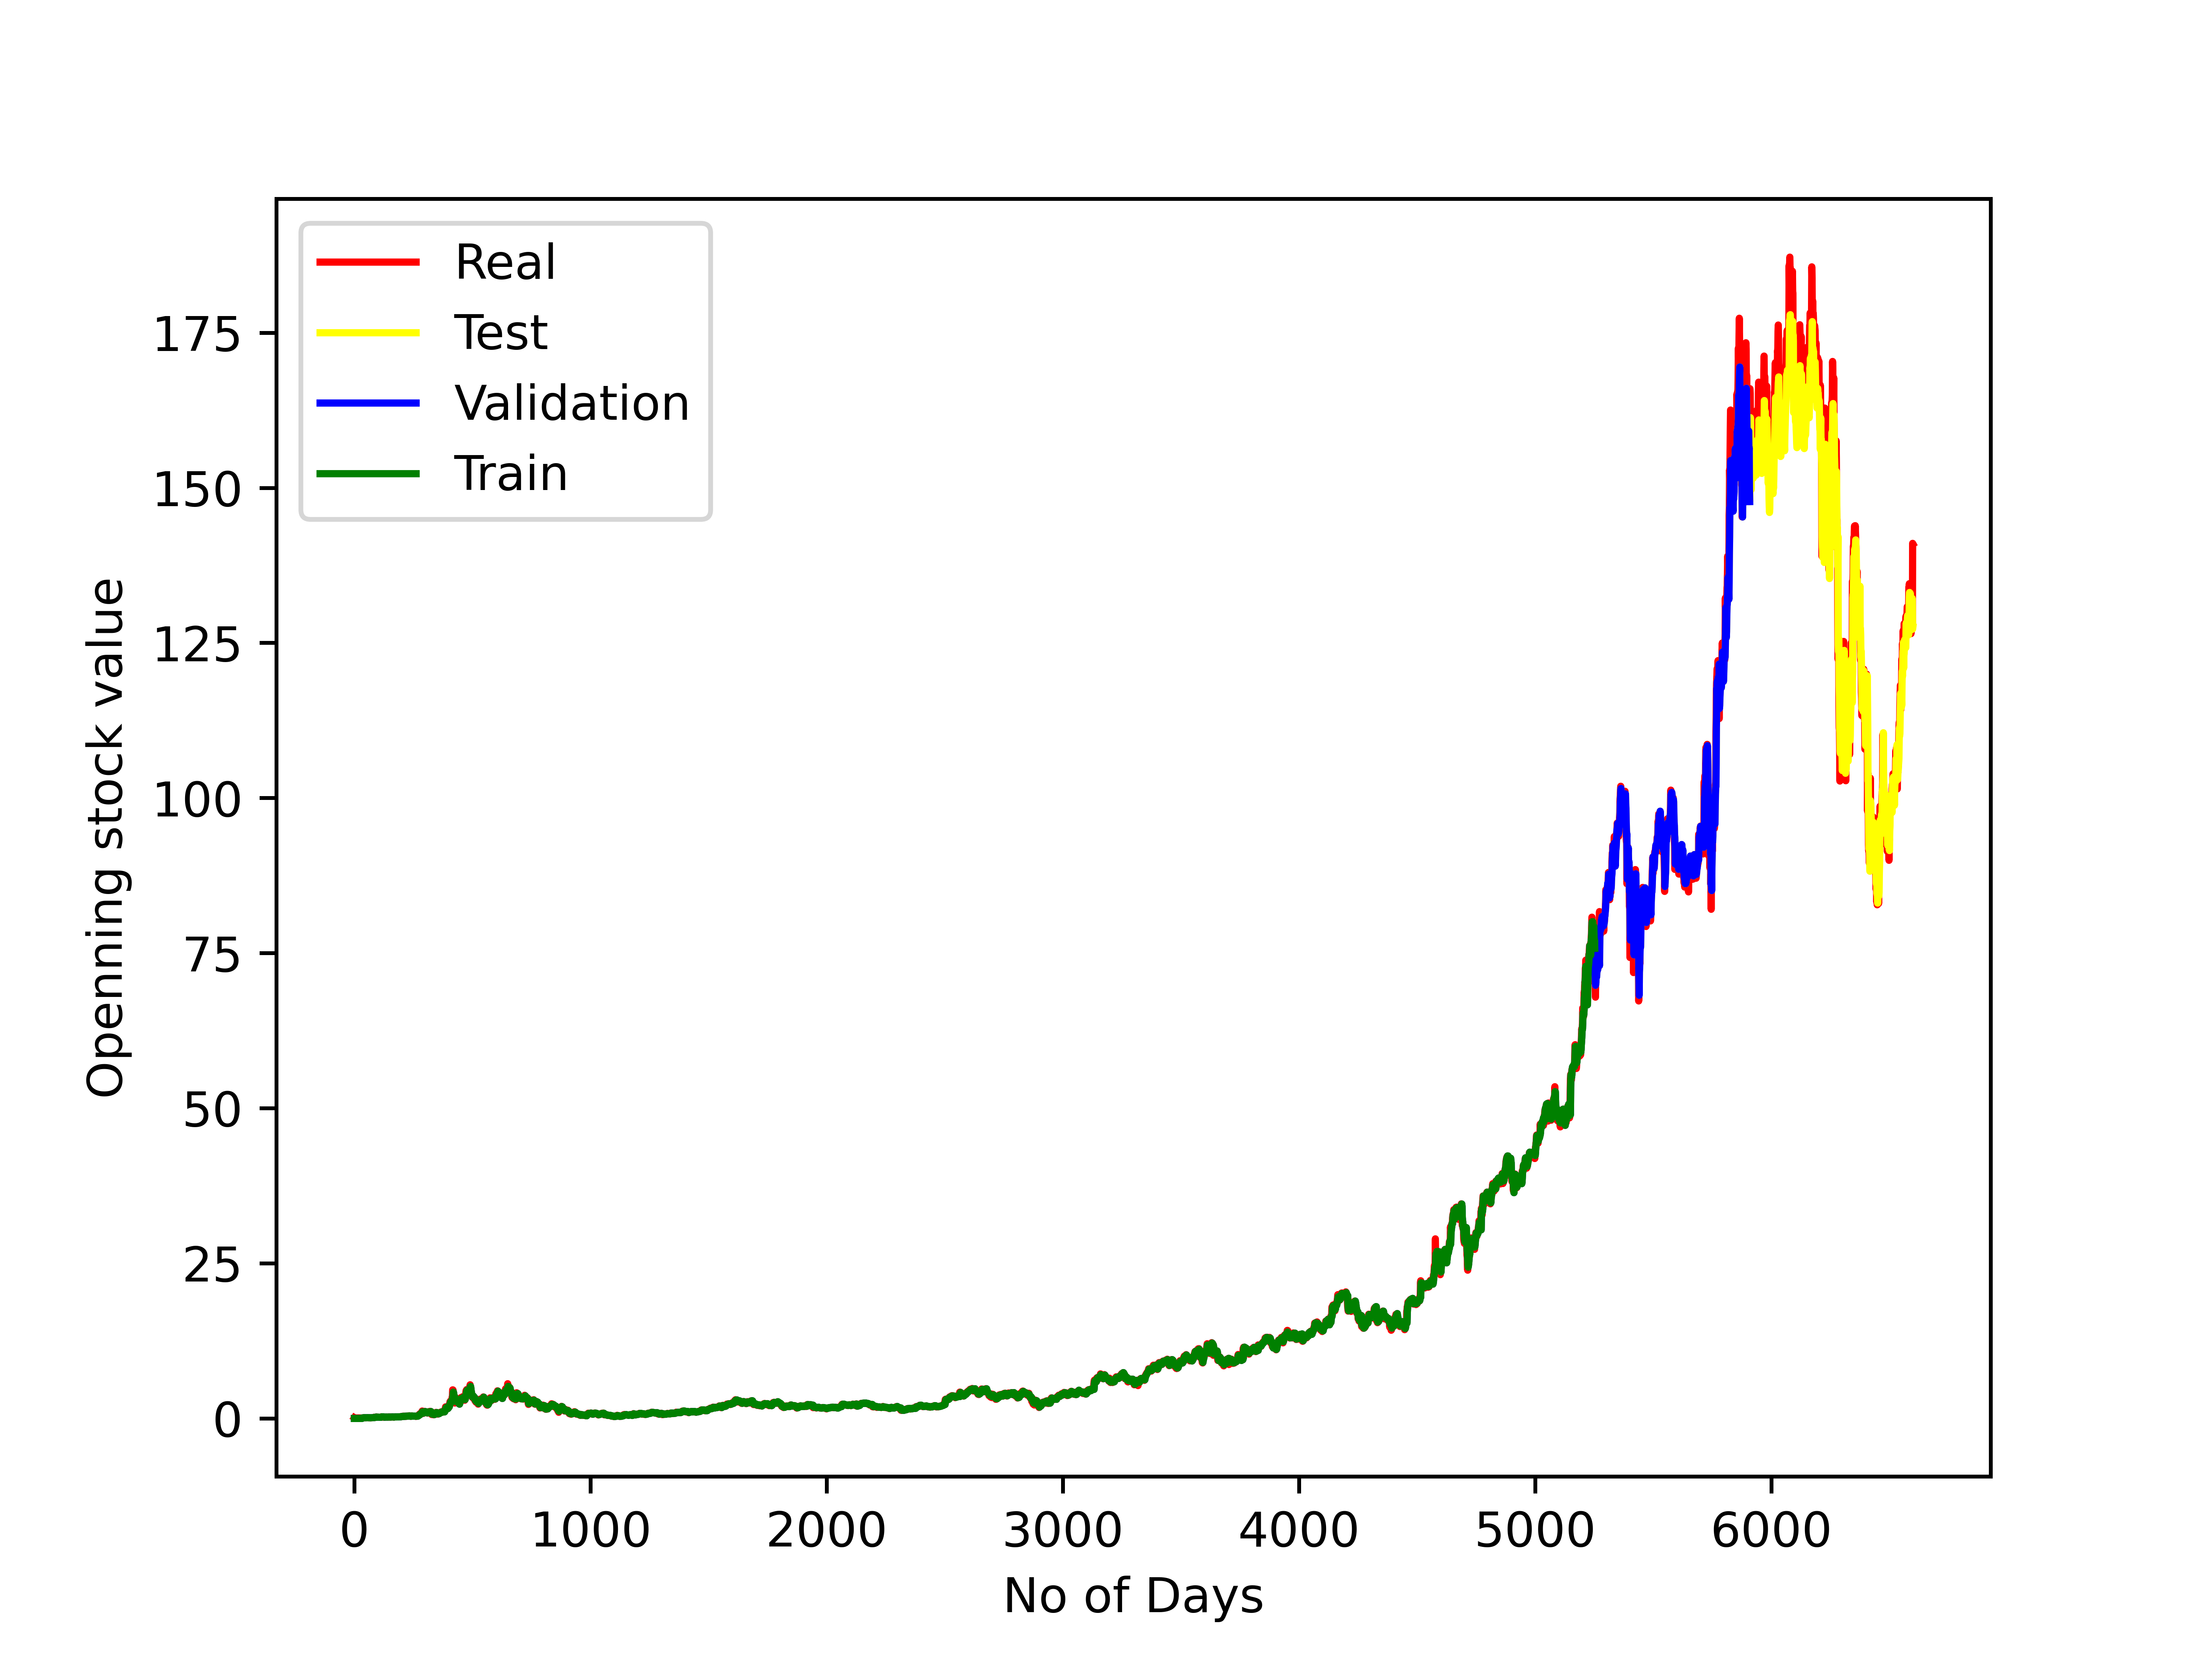 Real
Test
Validation
Train
175
150
125
100
75
50
25
0
Openning stock value
0 1000 2000 3000 4000 5000 6000
No of Days